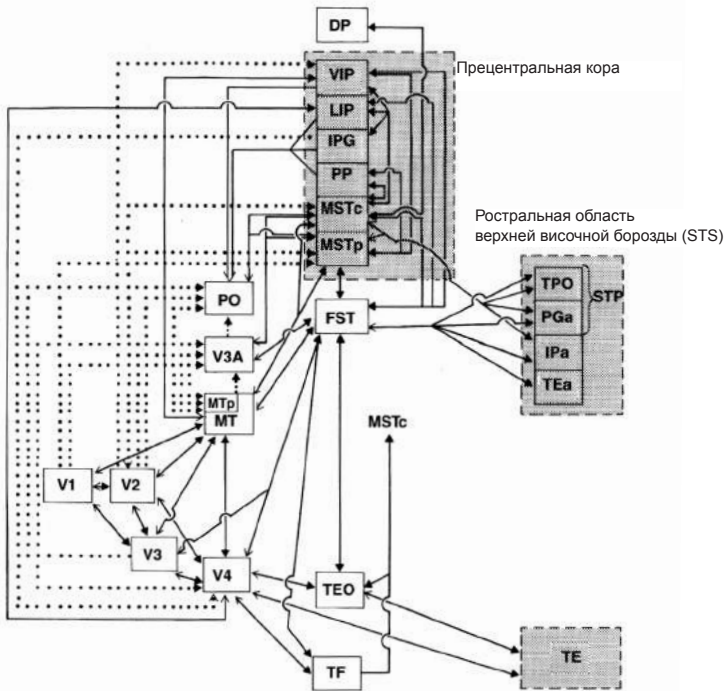 DP
Прецентральная кора
VIP
LIP
IPG
PP
MSTc
MSTp
Ростральная область
верхней височной борозды (STS)
TPO
PGa
STP
IPa
TEa
PO
FST
V3A
MTp
MT
MSTc
V1
V2
V3
V4
TEO
TF
TE